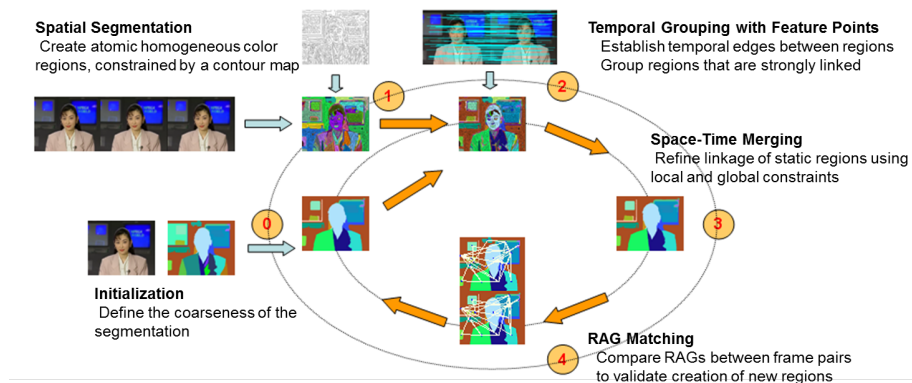 Spatial Segmentation
Create atomic homogeneous color
regions, constrained by a contour map
Temporal Grouping with Feature Points
Establish temporal edges between regions
Group regions that are strongly linked
1
2
Space-Time Merging
Refine linkage of static regions using
local and global constraints
0
3
Initialization
Define the coarseness of the
segmentation
4
RAG Matching
Compare RAGs between frame pairs
to validate creation of new regions